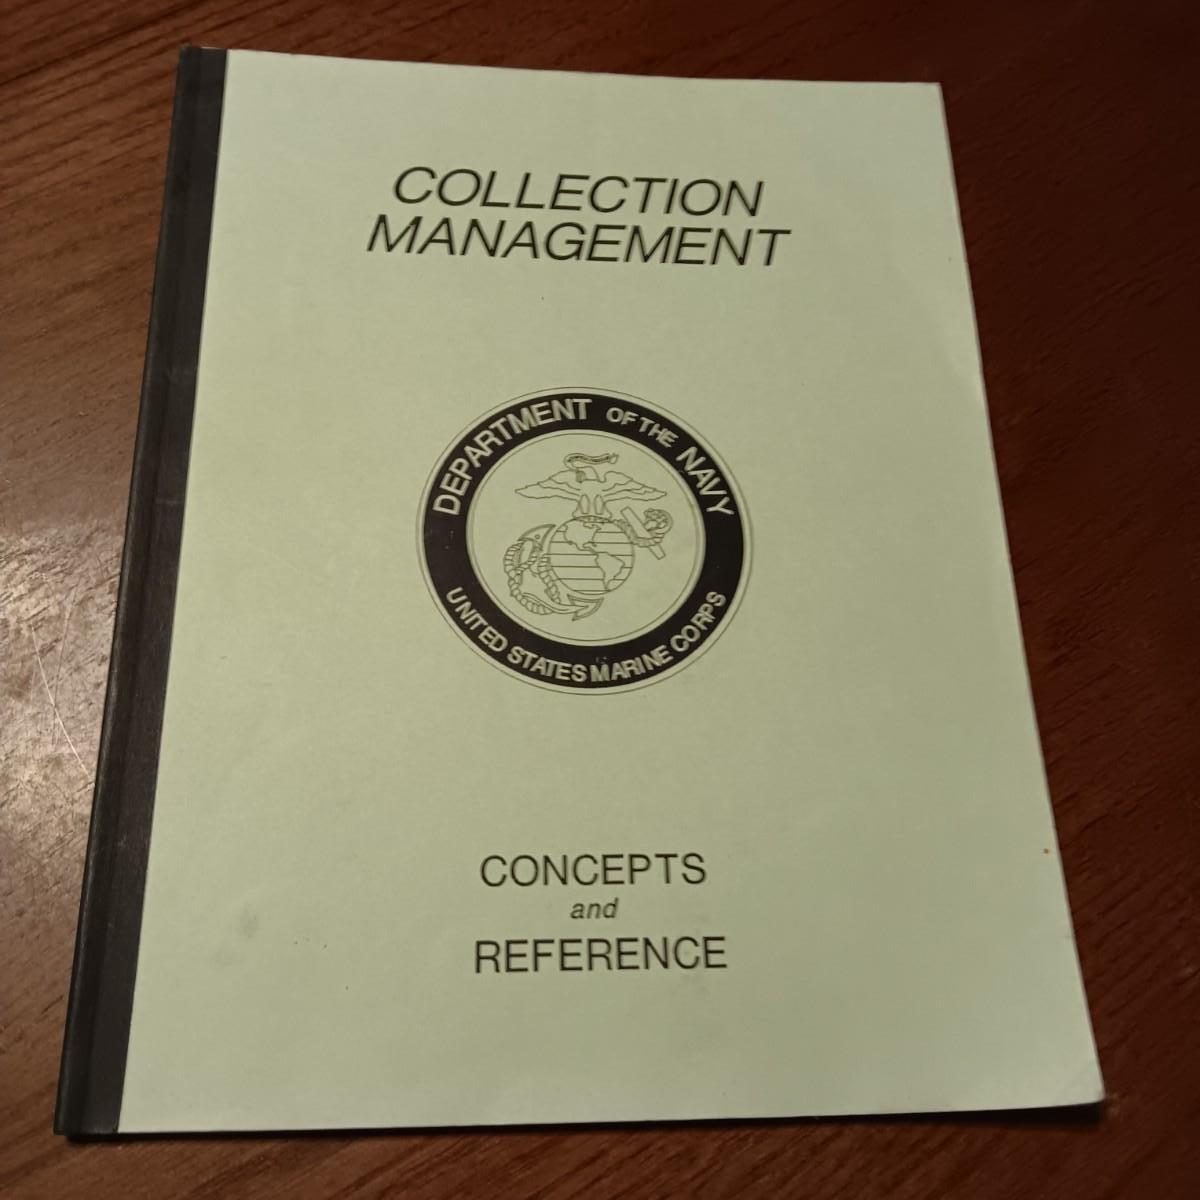 COLLECTION
MANAGEMENT
DEPARTMENT OF THE NAVY
UNITED STATES MARINE CORPS
CONCEPTS
and
REFERENCE